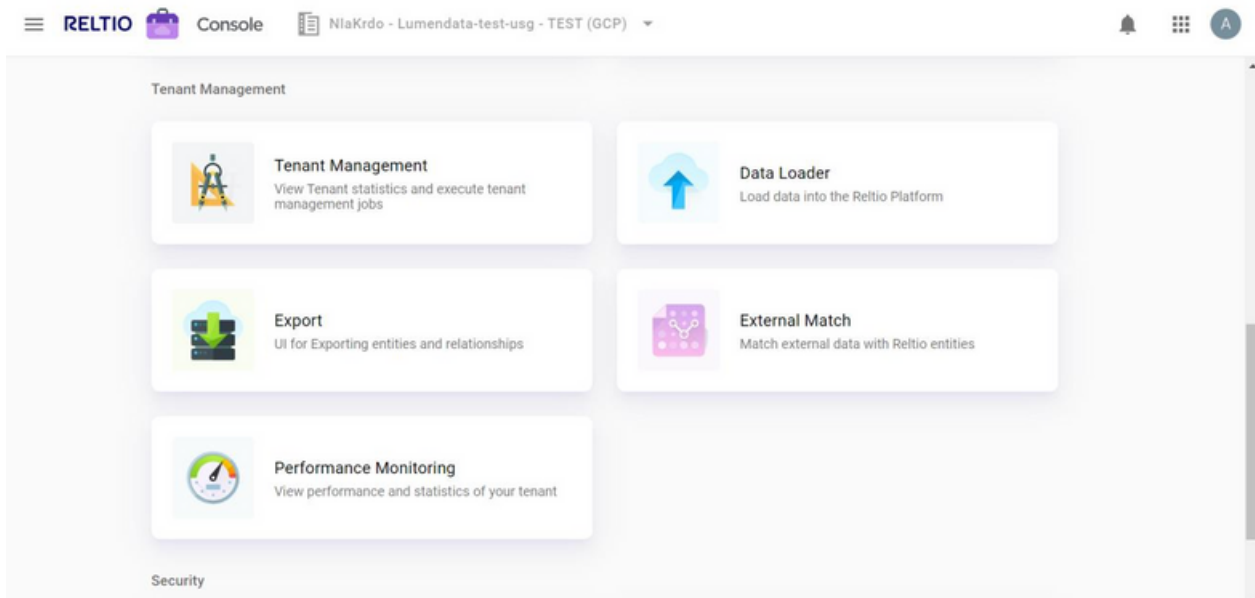 RELTIO Console NlaKrdo - Lumendata-test-usg - TEST (GCP) A
Tenant Management
Tenant Management
View Tenant statistics and execute tenant
management jobs
Data Loader
Load data into the Reltio Platform
Export
UI for Exporting entities and relationships
External Match
Match external data with Reltio entities
Performance Monitoring
View performance and statistics of your tenant
Security